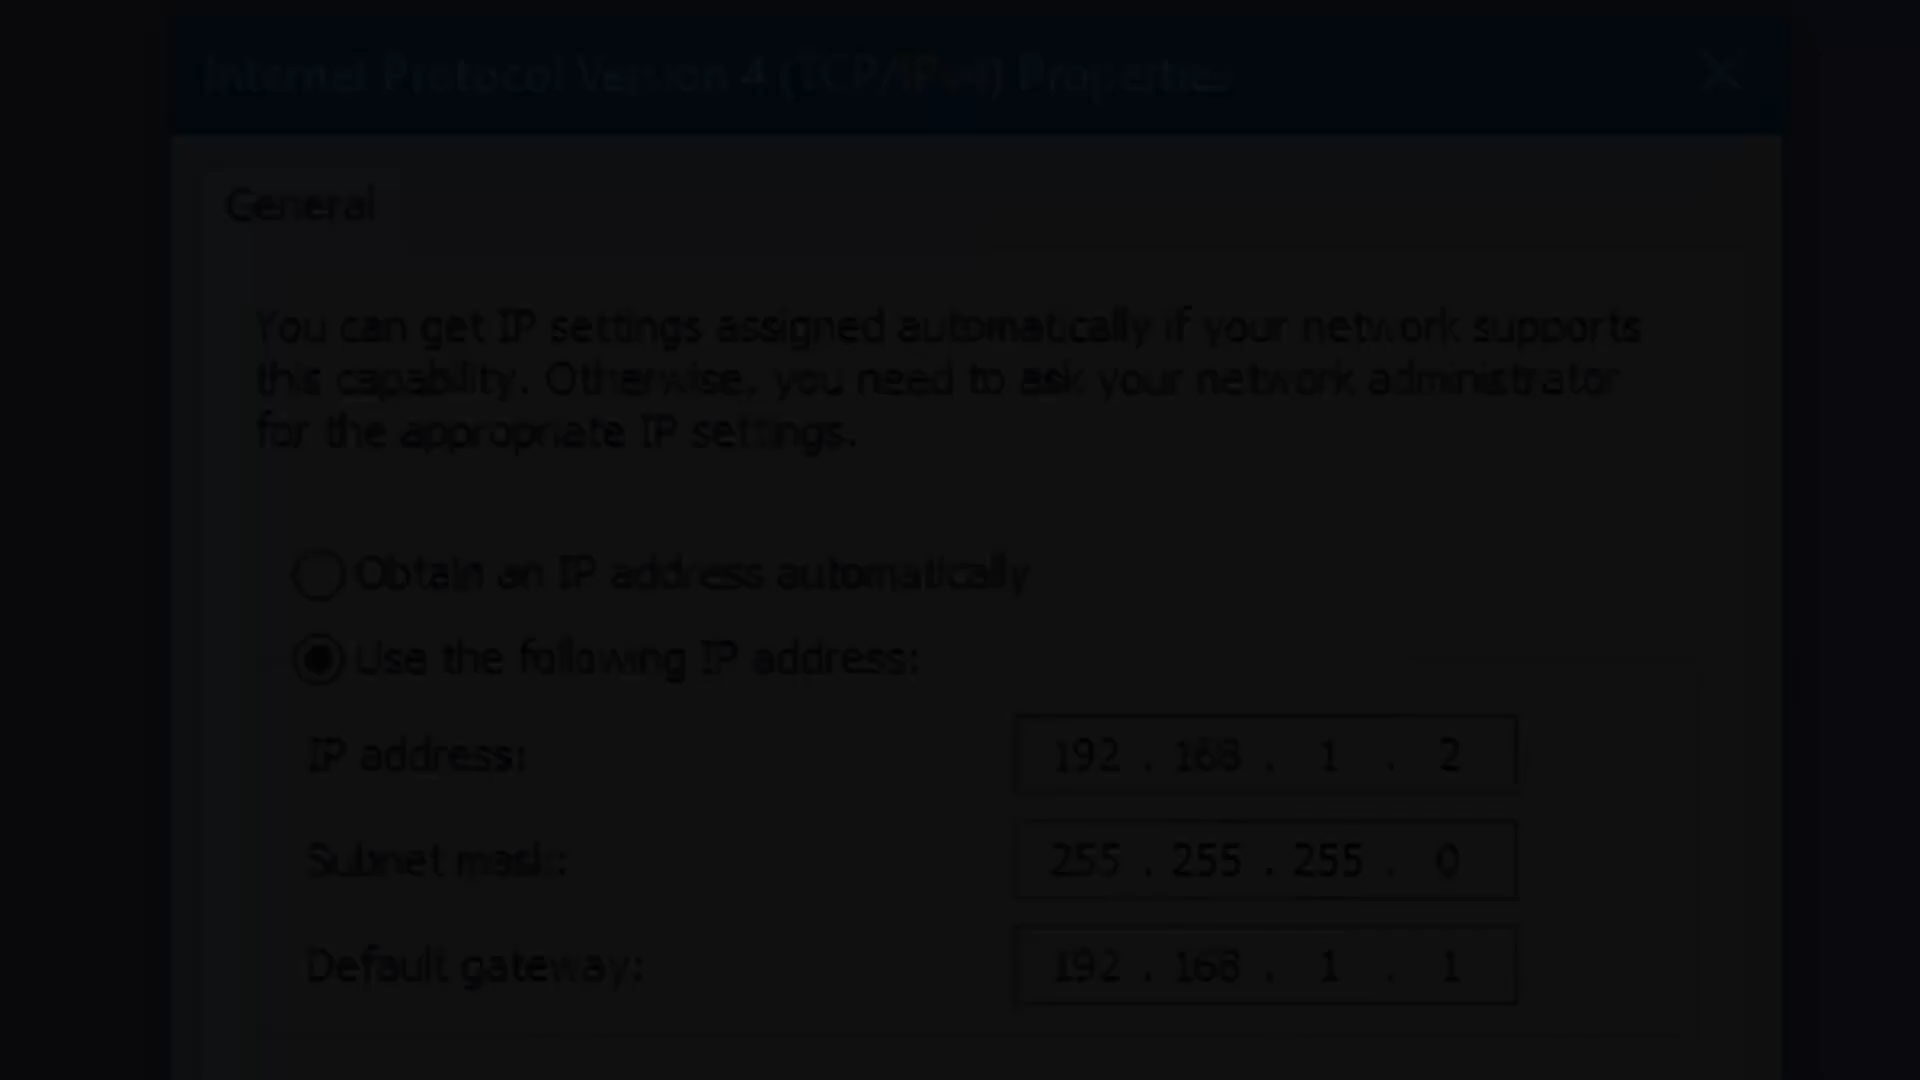 Internet Protocol Version 4 (TCP/IPv4) Properties
General
You can get IP settings assigned automatically if your network supports
this capability. Otherwise, you need to ask your network administrator
for the appropriate IP settings.
Obtain an IP address automatically
Use the following IP address:
IP address: 192 . 168 . 1 . 2
Subnet mask: 255 . 255 . 255 . 0
Default gateway: 192 . 168 . 1 . 1